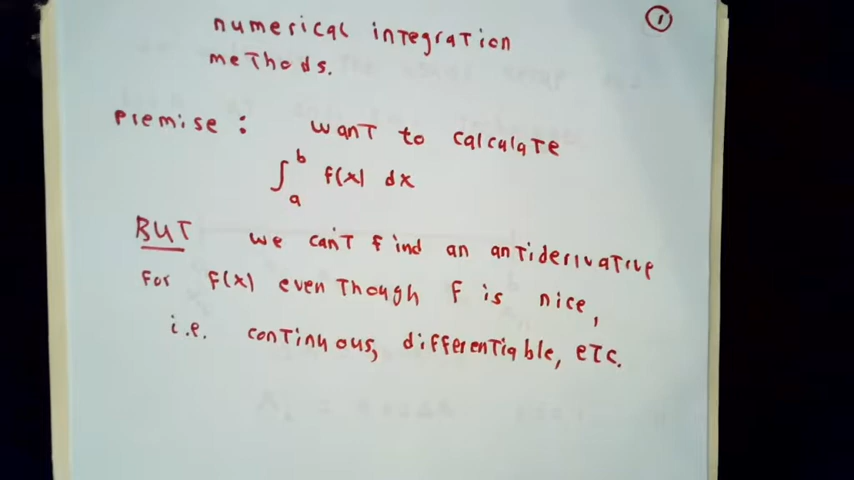 ①
numerical integration
methods.
Premise: want to calculate
∫_a^b f(x) dx
BUT we can't find an antiderivative
for f(x) even though f is nice,
i.e. continuous, differentiable, etc.